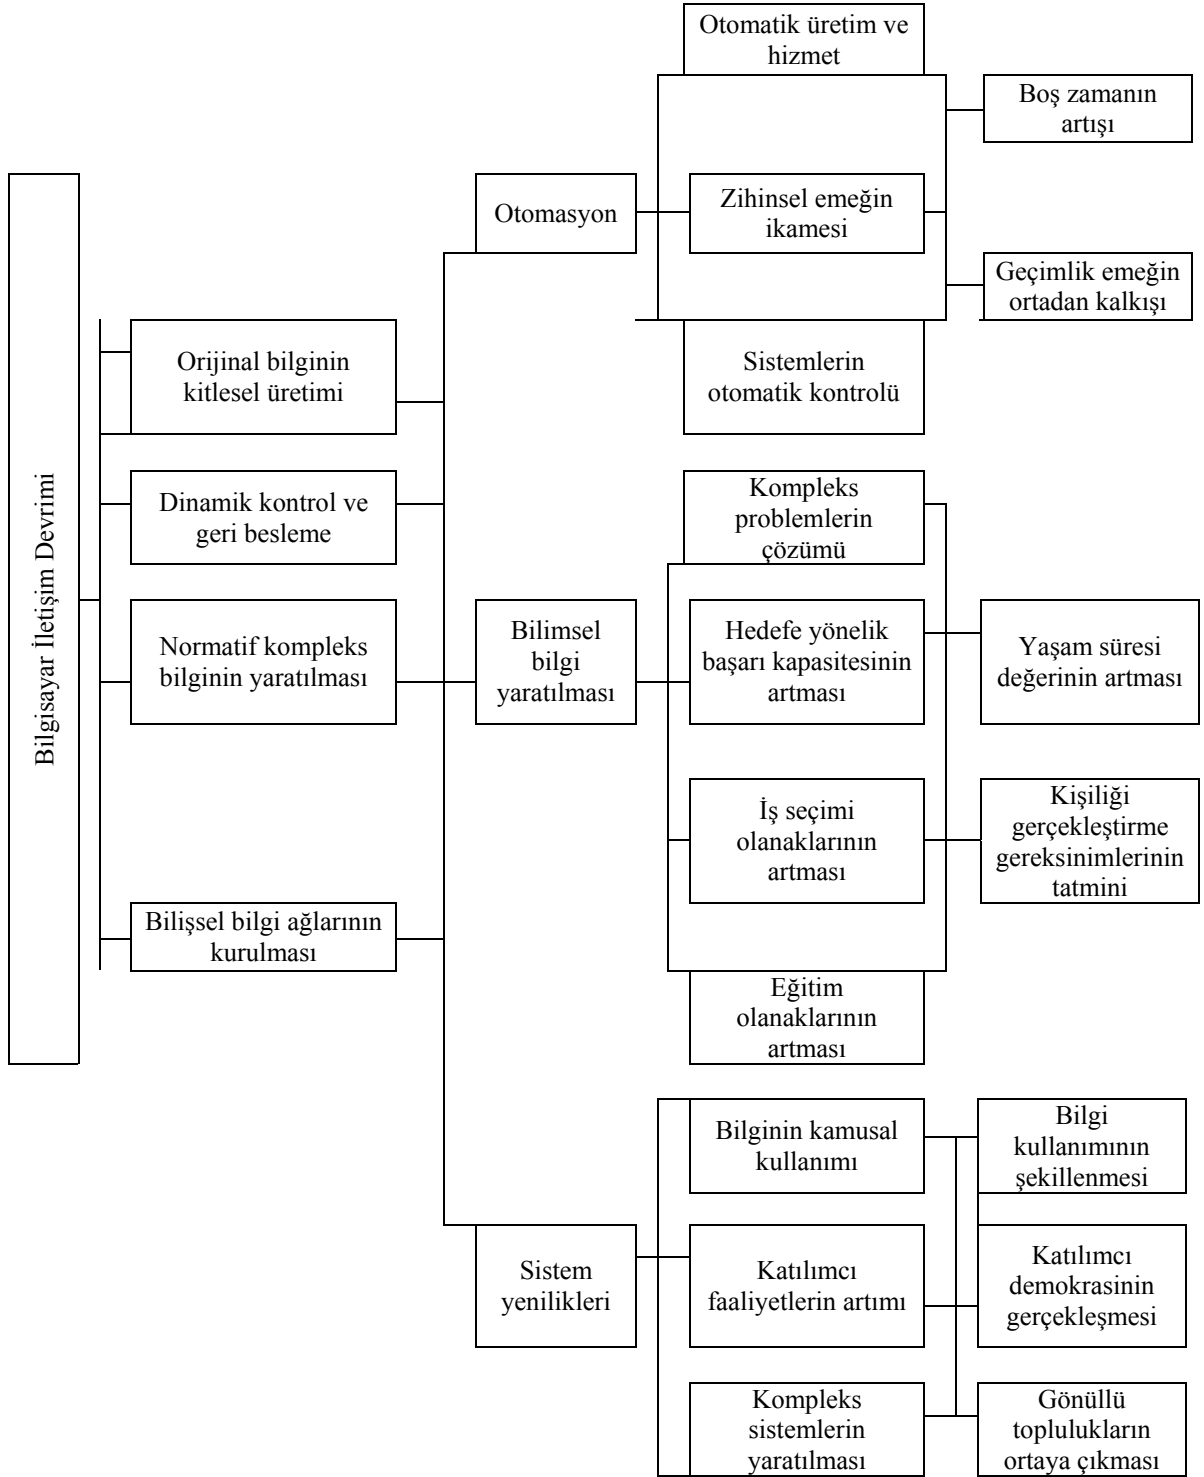 Bilgisayar İletişim Devrimi
Orijinal bilginin
kitlesel üretimi
Dinamik kontrol ve
geri besleme
Normatif kompleks
bilginin yaratılması
Bilişsel bilgi ağlarının
kurulması
Otomasyon
Bilimsel
bilgi
yaratılması
Sistem
yenilikleri
Otomatik üretim ve
hizmet
Zihinsel emeğin
ikamesi
Sistemlerin
otomatik kontrolü
Kompleks
problemlerin
çözümü
Hedefe yönelik
başarı kapasitesinin
artması
İş seçimi
olanaklarının
artması
Eğitim
olanaklarının
artması
Bilginin kamusal
kullanımı
Katılımcı
faaliyetlerin artımı
Kompleks
sistemlerin
yaratılması
Boş zamanın
artışı
Geçimlik emeğin
ortadan kalkışı
Yaşam süresi
değerinin artması
Kişiliği
gerçekleştirme
gereksinimlerinin
tatmini
Bilgi
kullanımının
şekillenmesi
Katılımcı
demokrasinin
gerçekleşmesi
Gönüllü
toplulukların
ortaya çıkması